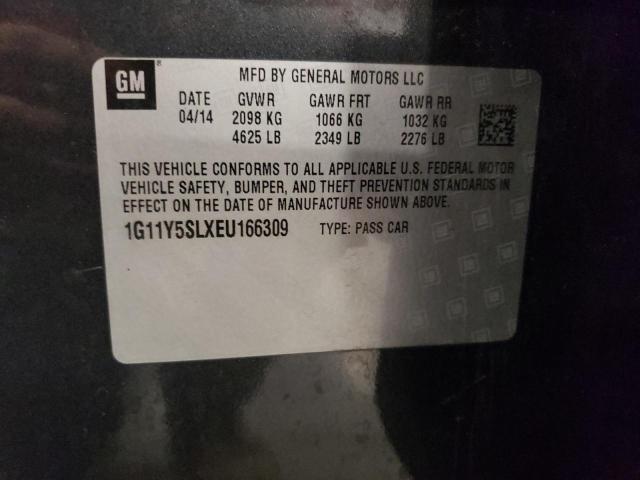 GM ® MFD BY GENERAL MOTORS LLC
DATE GVWR GAWR FRT GAWR RR
04/14 2098 KG 1066 KG 1032 KG
4625 LB 2349 LB 2276 LB
THIS VEHICLE CONFORMS TO ALL APPLICABLE U.S. FEDERAL MOTOR
VEHICLE SAFETY, BUMPER, AND THEFT PREVENTION STANDARDS IN
EFFECT ON THE DATE OF MANUFACTURE SHOWN ABOVE.
1G11Y5SLXEU166309 TYPE: PASS CAR